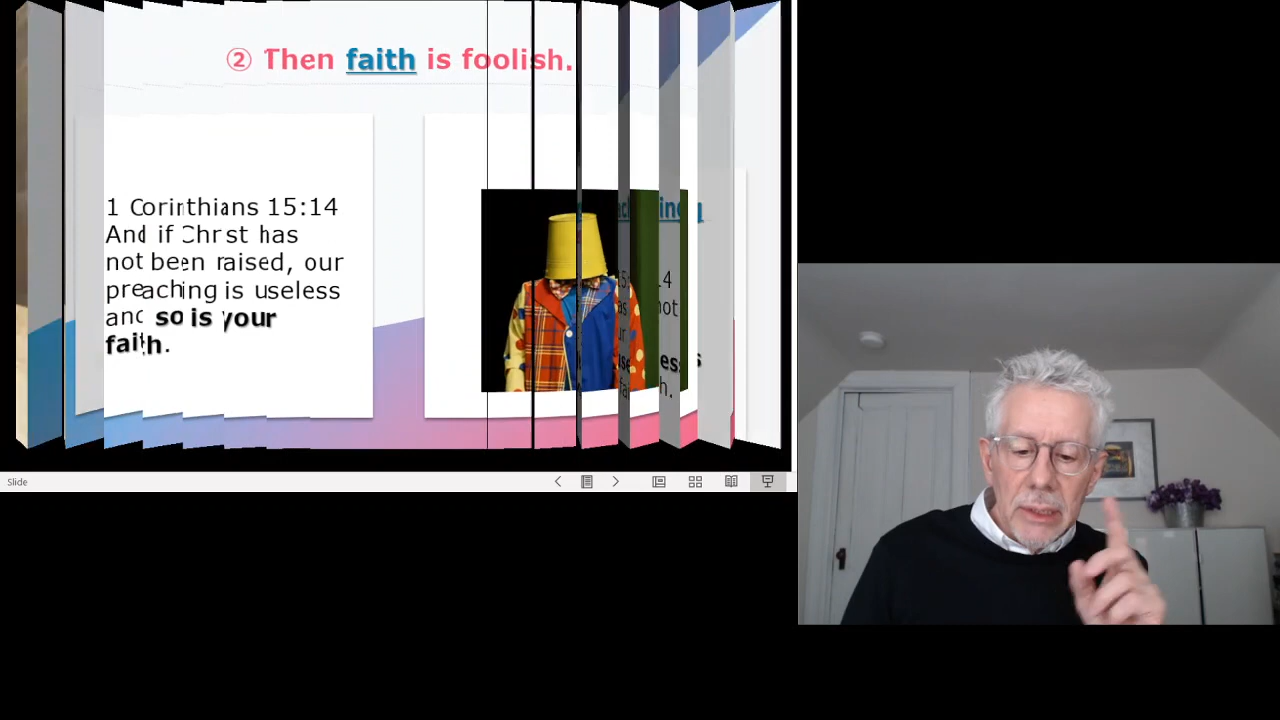 ② Then faith is foolish.
1 Corinthians 15:14
And if Christ has
not been raised, our
preaching is useless
and so is your
faith.
Slide